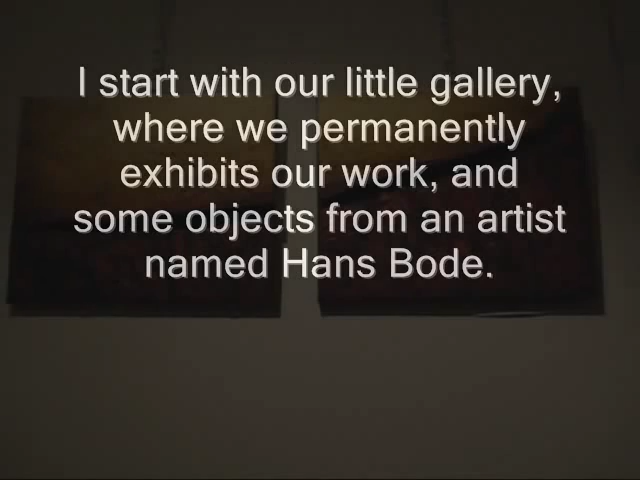 I start with our little gallery,
where we permanently
exhibits our work, and
some objects from an artist
named Hans Bode.